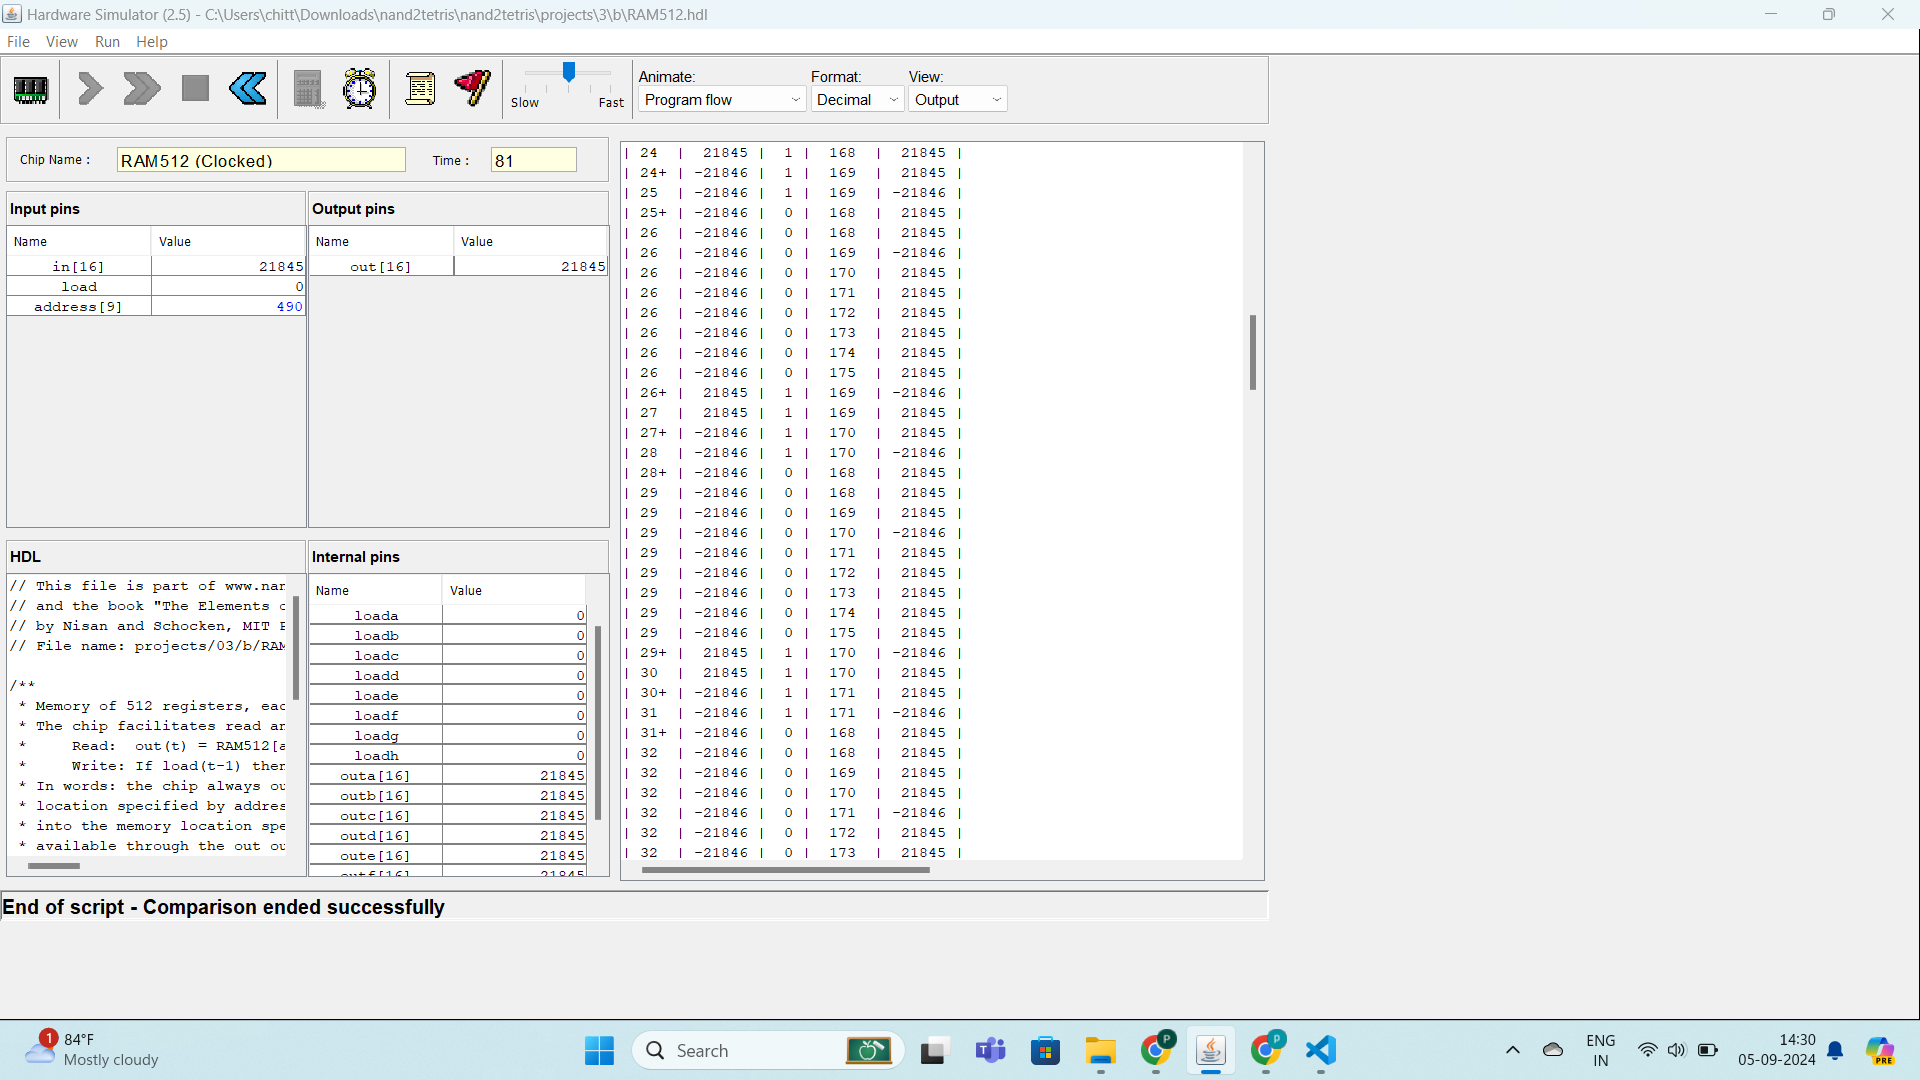 Hardware Simulator (2.5) - C:\Users\chitt\Downloads\nand2tetris\nand2tetris\projects\3\b\RAM512.hdl
File View Run Help
Slow Fast
Animate: Format: View:
Program flow Decimal Output
Chip Name : RAM512 (Clocked) Time : 81
Input pins
Name Value
in[16] 21845
load 0
address[9] 490
Output pins
Name Value
out[16] 21845
HDL
// This file is part of www.nan
// and the book "The Elements o
// by Nisan and Schocken, MIT P
// File name: projects/03/b/RAM
/**
* Memory of 512 registers, eac
* The chip facilitates read an
* Read: out(t) = RAM512[a
* Write: If load(t-1) then
* In words: the chip always ou
* location specified by addres
* into the memory location spe
* available through the out ou
Internal pins
Name Value
loada 0
loadb 0
loadc 0
loadd 0
loade 0
loadf 0
loadg 0
loadh 0
outa[16] 21845
outb[16] 21845
outc[16] 21845
outd[16] 21845
oute[16] 21845
outf[16] 21845
| 24 | 21845 | 1 | 168 | 21845 |
| 24+ | -21846 | 1 | 169 | 21845 |
| 25 | -21846 | 1 | 169 | -21846 |
| 25+ | -21846 | 0 | 168 | 21845 |
| 26 | -21846 | 0 | 168 | 21845 |
| 26 | -21846 | 0 | 169 | -21846 |
| 26 | -21846 | 0 | 170 | 21845 |
| 26 | -21846 | 0 | 171 | 21845 |
| 26 | -21846 | 0 | 172 | 21845 |
| 26 | -21846 | 0 | 173 | 21845 |
| 26 | -21846 | 0 | 174 | 21845 |
| 26 | -21846 | 0 | 175 | 21845 |
| 26+ | 21845 | 1 | 169 | -21846 |
| 27 | 21845 | 1 | 169 | 21845 |
| 27+ | -21846 | 1 | 170 | 21845 |
| 28 | -21846 | 1 | 170 | -21846 |
| 28+ | -21846 | 0 | 168 | 21845 |
| 29 | -21846 | 0 | 168 | 21845 |
| 29 | -21846 | 0 | 169 | 21845 |
| 29 | -21846 | 0 | 170 | -21846 |
| 29 | -21846 | 0 | 171 | 21845 |
| 29 | -21846 | 0 | 172 | 21845 |
| 29 | -21846 | 0 | 173 | 21845 |
| 29 | -21846 | 0 | 174 | 21845 |
| 29 | -21846 | 0 | 175 | 21845 |
| 29+ | 21845 | 1 | 170 | -21846 |
| 30 | 21845 | 1 | 170 | 21845 |
| 30+ | -21846 | 1 | 171 | 21845 |
| 31 | -21846 | 1 | 171 | -21846 |
| 31+ | -21846 | 0 | 168 | 21845 |
| 32 | -21846 | 0 | 168 | 21845 |
| 32 | -21846 | 0 | 169 | 21845 |
| 32 | -21846 | 0 | 170 | 21845 |
| 32 | -21846 | 0 | 171 | -21846 |
| 32 | -21846 | 0 | 172 | 21845 |
| 32 | -21846 | 0 | 173 | 21845 |
End of script - Comparison ended successfully
1
84°F
Mostly cloudy
Search
P
P
ENG
IN
14:30
05-09-2024
PRE